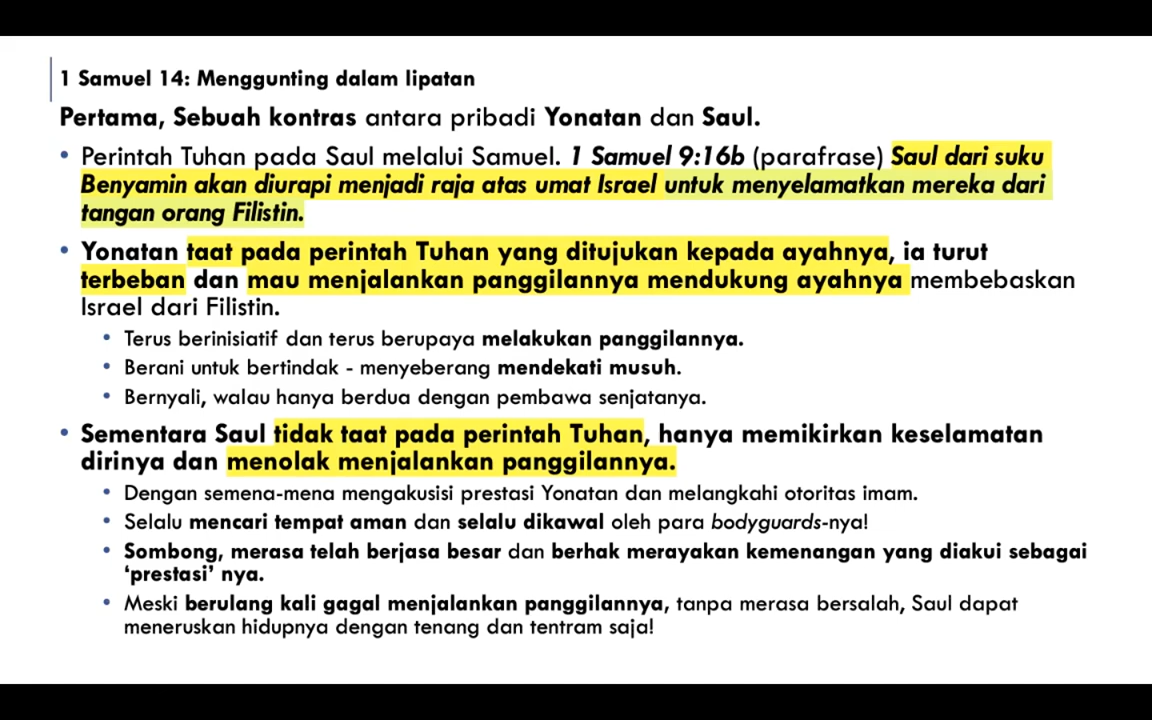 1 Samuel 14: Menggunting dalam lipatan
Pertama, Sebuah kontras antara pribadi Yonatan dan Saul.
• Perintah Tuhan pada Saul melalui Samuel. 1 Samuel 9:16b (parafrase) Saul dari suku
Benyamin akan diurapi menjadi raja atas umat Israel untuk menyelamatkan mereka dari
tangan orang Filistin.
• Yonatan taat pada perintah Tuhan yang ditujukan kepada ayahnya, ia turut
terbeban dan mau menjalankan panggilannya mendukung ayahnya membebaskan
Israel dari Filistin.
• Terus berinisiatif dan terus berupaya melakukan panggilannya.
• Berani untuk bertindak - menyeberang mendekati musuh.
• Bernyali, walau hanya berdua dengan pembawa senjatanya.
• Sementara Saul tidak taat pada perintah Tuhan, hanya memikirkan keselamatan
dirinya dan menolak menjalankan panggilannya.
• Dengan semena-mena mengakusisi prestasi Yonatan dan melangkahi otoritas imam.
• Selalu mencari tempat aman dan selalu dikawal oleh para bodyguards-nya!
• Sombong, merasa telah berjasa besar dan berhak merayakan kemenangan yang diakui sebagai
‘prestasi’ nya.
• Meski berulang kali gagal menjalankan panggilannya, tanpa merasa bersalah, Saul dapat
meneruskan hidupnya dengan tenang dan tentram saja!